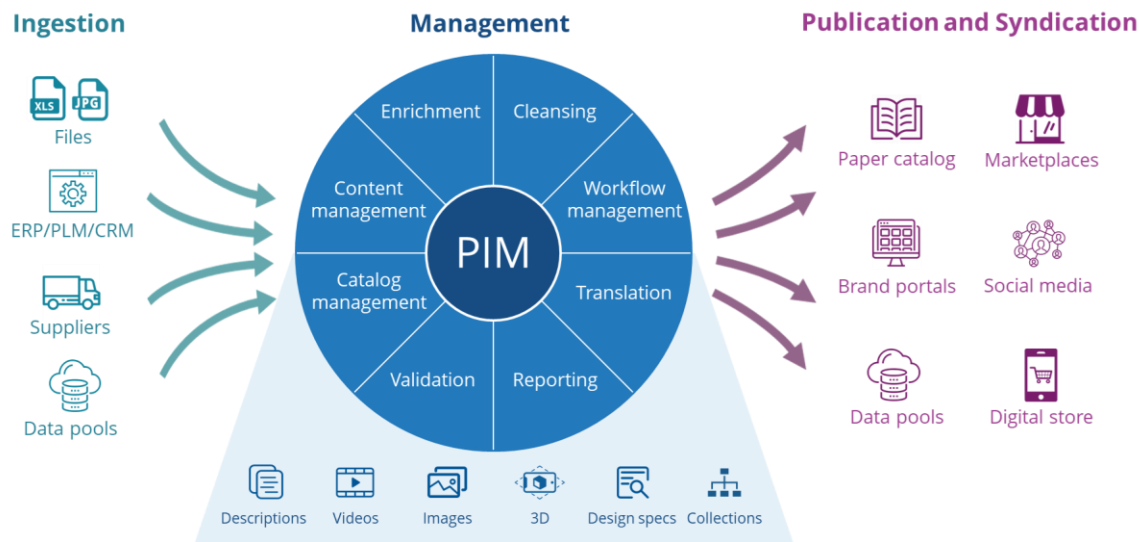 Ingestion
Management
Publication and Syndication
XLS
JPG
Files
ERP/PLM/CRM
Suppliers
Data pools
Enrichment
Cleansing
Content
management
Workflow
management
PIM
Catalog
management
Translation
Validation
Reporting
Descriptions
Videos
Images
3D
Design specs
Collections
Paper catalog
Marketplaces
Brand portals
Social media
Data pools
Digital store